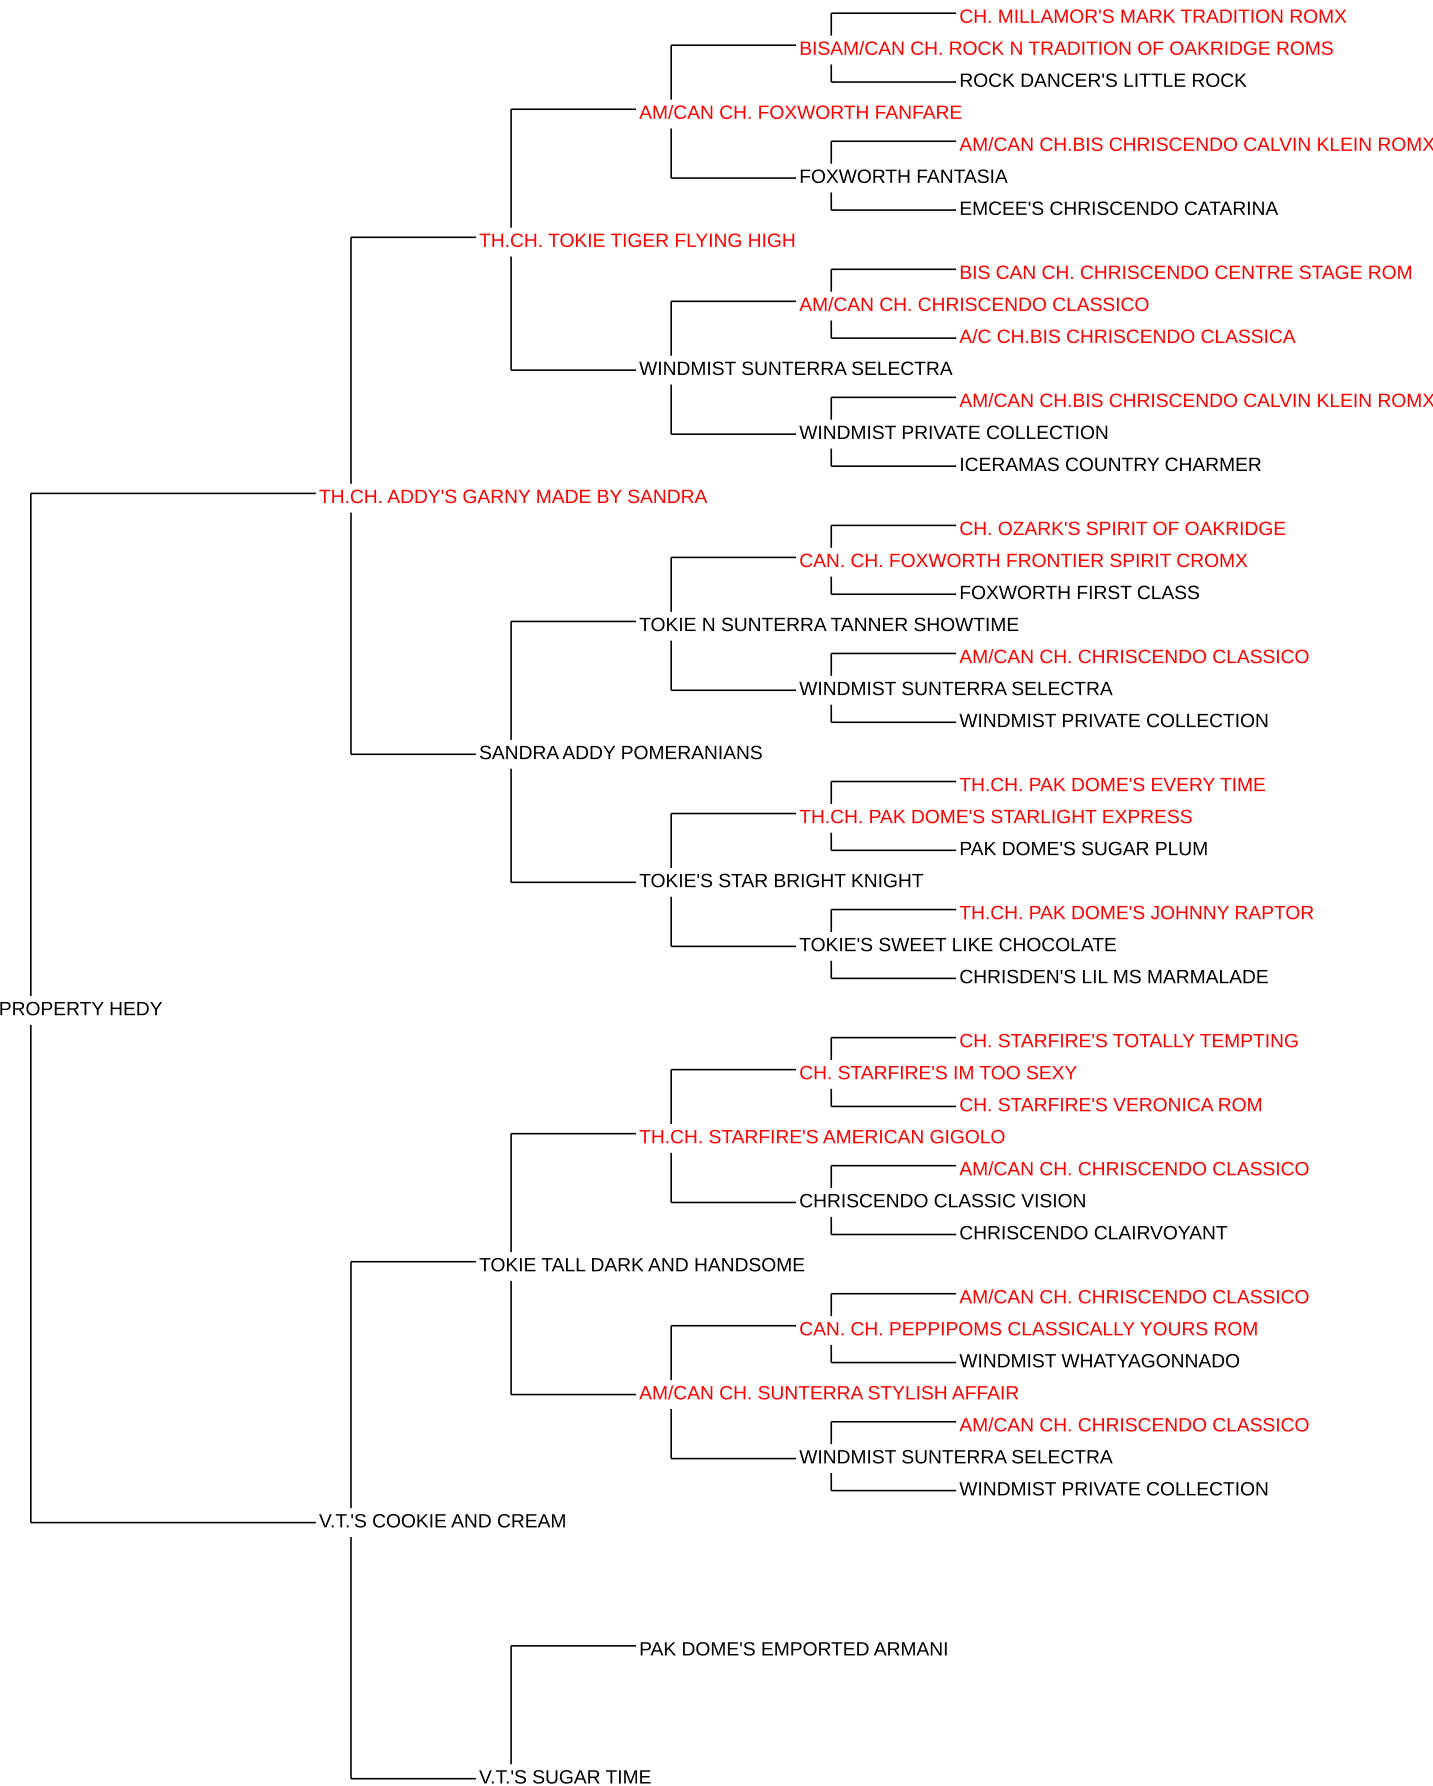 CH. MILLAMOR'S MARK TRADITION ROMX
BISAM/CAN CH. ROCK N TRADITION OF OAKRIDGE ROMS
ROCK DANCER'S LITTLE ROCK
AM/CAN CH. FOXWORTH FANFARE
AM/CAN CH.BIS CHRISCENDO CALVIN KLEIN ROMX
FOXWORTH FANTASIA
EMCEE'S CHRISCENDO CATARINA
TH.CH. TOKIE TIGER FLYING HIGH
BIS CAN CH. CHRISCENDO CENTRE STAGE ROM
AM/CAN CH. CHRISCENDO CLASSICO
A/C CH.BIS CHRISCENDO CLASSICA
WINDMIST SUNTERRA SELECTRA
AM/CAN CH.BIS CHRISCENDO CALVIN KLEIN ROMX
WINDMIST PRIVATE COLLECTION
ICERAMAS COUNTRY CHARMER
TH.CH. ADDY'S GARNY MADE BY SANDRA
CH. OZARK'S SPIRIT OF OAKRIDGE
CAN. CH. FOXWORTH FRONTIER SPIRIT CROMX
FOXWORTH FIRST CLASS
TOKIE N SUNTERRA TANNER SHOWTIME
AM/CAN CH. CHRISCENDO CLASSICO
WINDMIST SUNTERRA SELECTRA
WINDMIST PRIVATE COLLECTION
SANDRA ADDY POMERANIANS
TH.CH. PAK DOME'S EVERY TIME
TH.CH. PAK DOME'S STARLIGHT EXPRESS
PAK DOME'S SUGAR PLUM
TOKIE'S STAR BRIGHT KNIGHT
TH.CH. PAK DOME'S JOHNNY RAPTOR
TOKIE'S SWEET LIKE CHOCOLATE
CHRISDEN'S LIL MS MARMALADE
PROPERTY HEDY
CH. STARFIRE'S TOTALLY TEMPTING
CH. STARFIRE'S IM TOO SEXY
CH. STARFIRE'S VERONICA ROM
TH.CH. STARFIRE'S AMERICAN GIGOLO
AM/CAN CH. CHRISCENDO CLASSICO
CHRISCENDO CLASSIC VISION
CHRISCENDO CLAIRVOYANT
TOKIE TALL DARK AND HANDSOME
AM/CAN CH. CHRISCENDO CLASSICO
CAN. CH. PEPPIPOMS CLASSICALLY YOURS ROM
WINDMIST WHATYAGONNADO
AM/CAN CH. SUNTERRA STYLISH AFFAIR
AM/CAN CH. CHRISCENDO CLASSICO
WINDMIST SUNTERRA SELECTRA
WINDMIST PRIVATE COLLECTION
V.T.'S COOKIE AND CREAM
PAK DOME'S EMPORTED ARMANI
V.T.'S SUGAR TIME